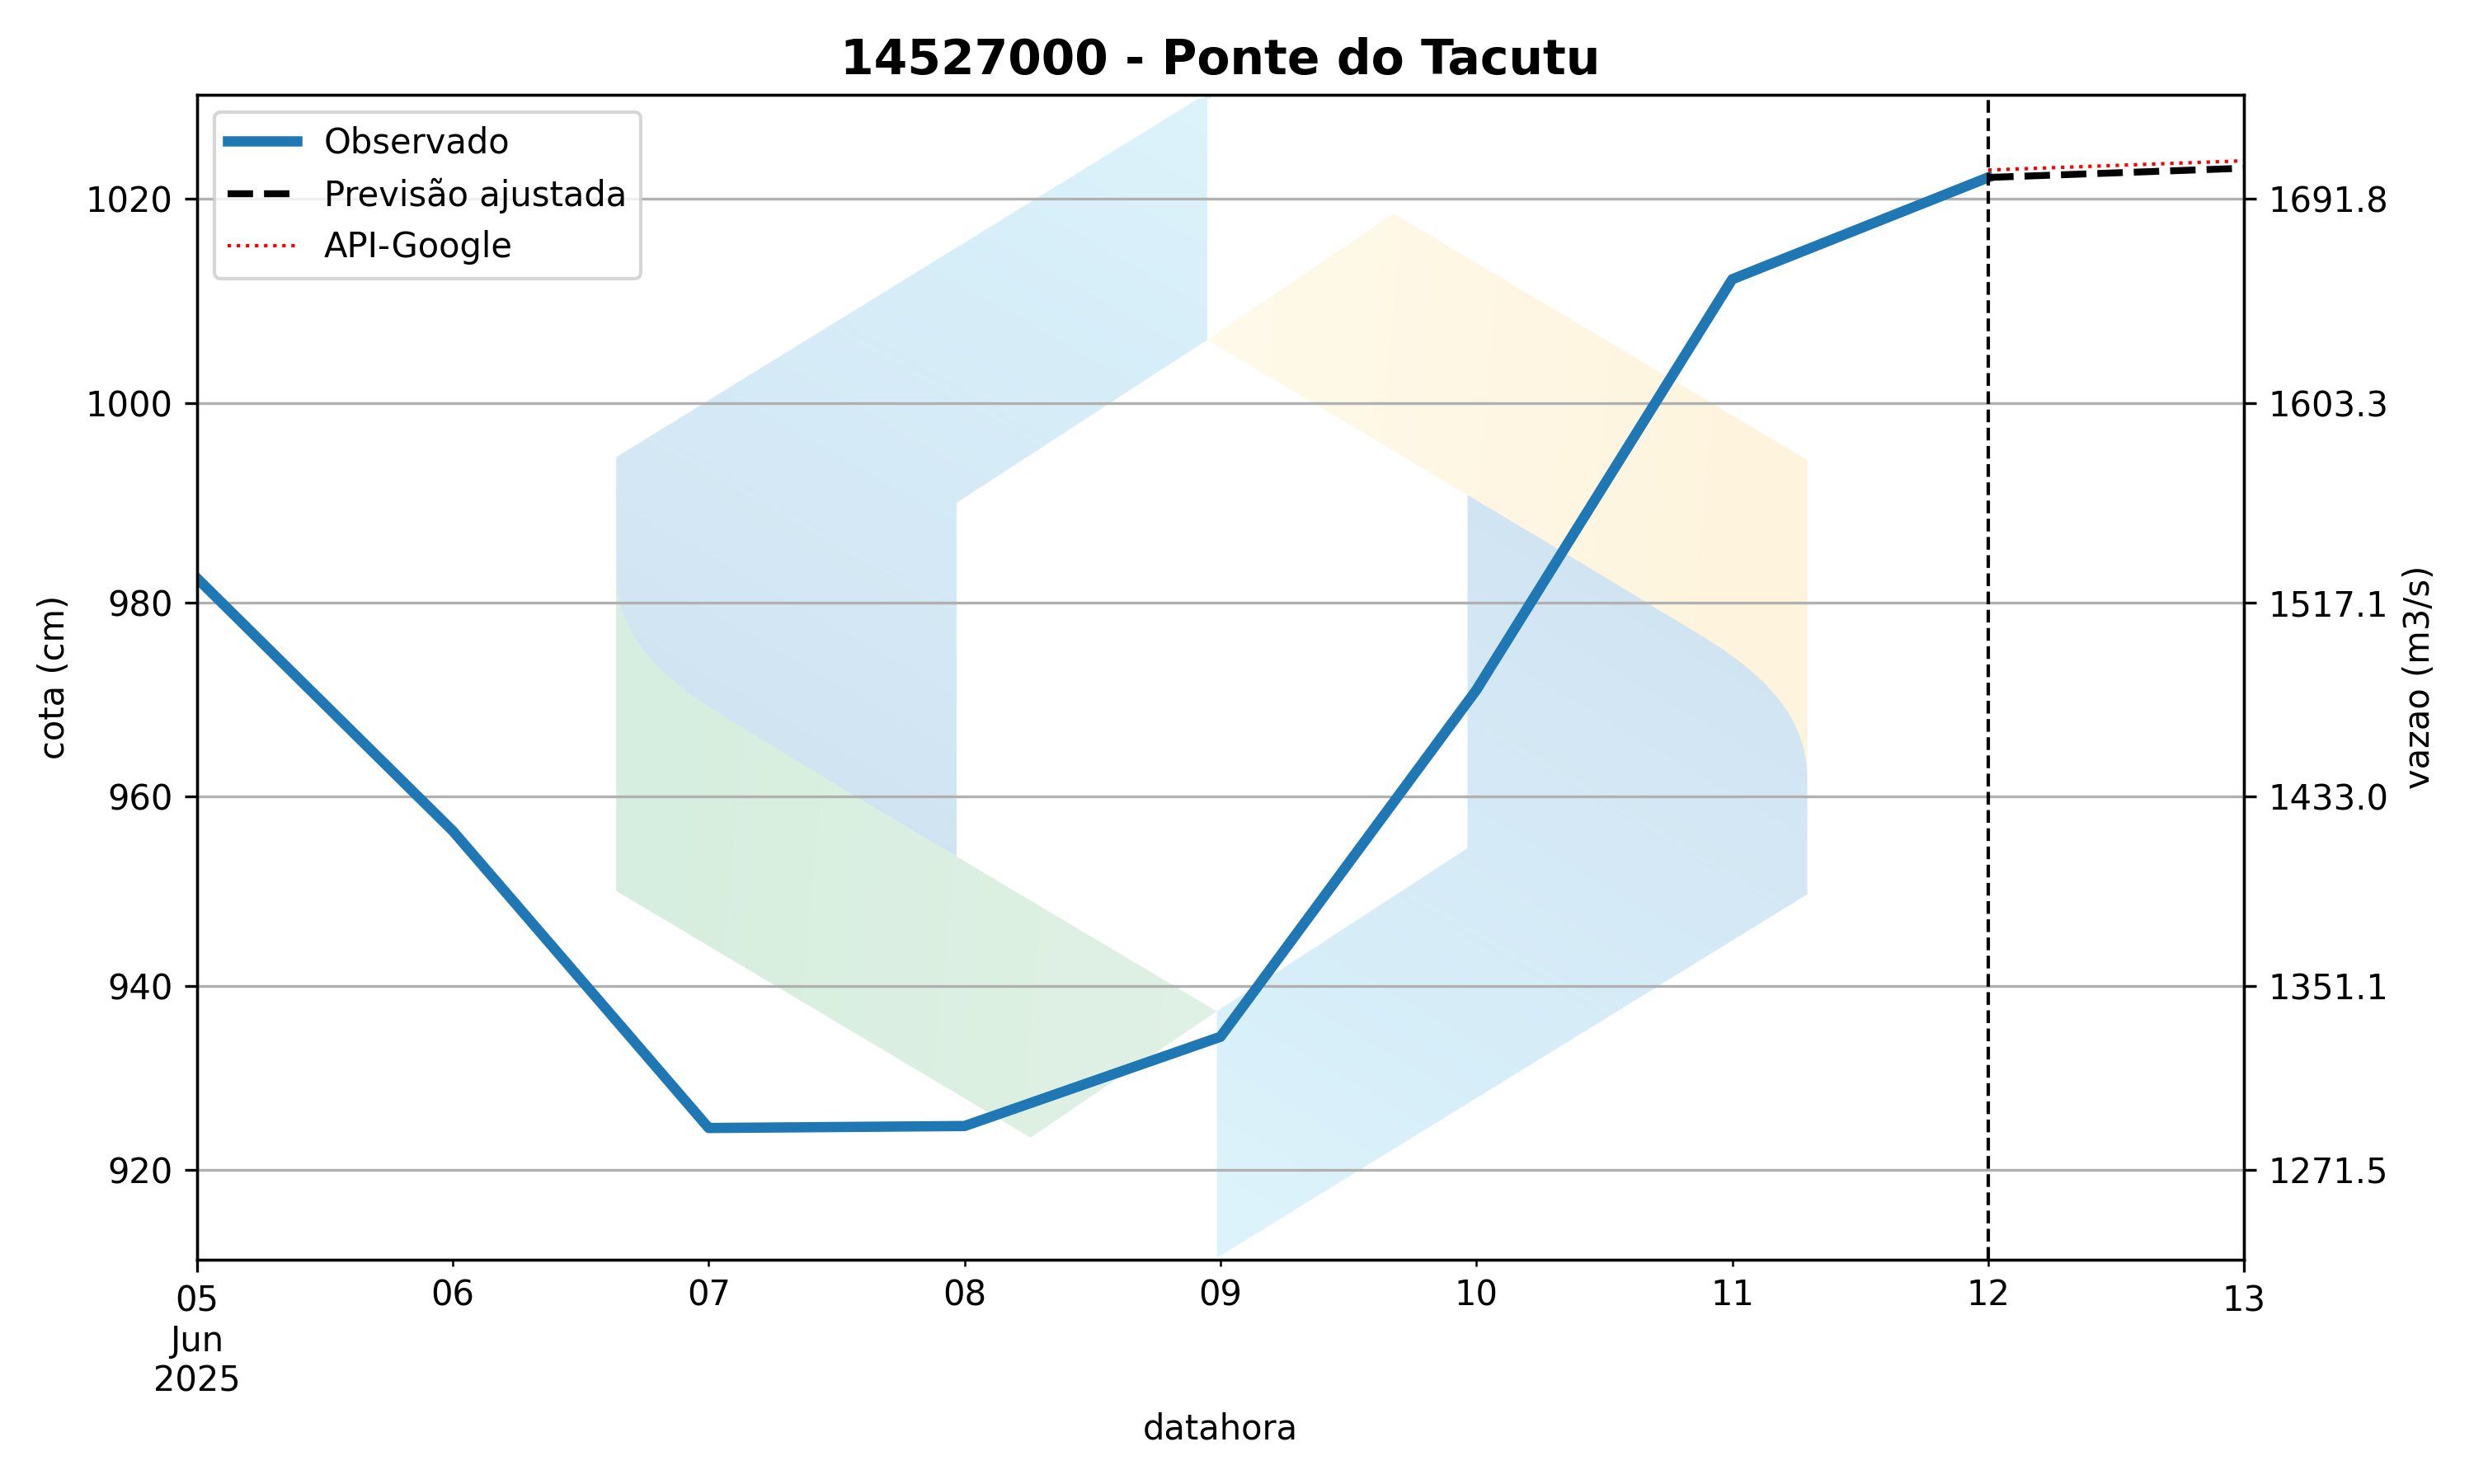 14527000 - Ponte do Tacutu
Observado
Previsão ajustada
API-Google
1020
1000
980
960
940
920
cota (cm)
1691.8
1603.3
1517.1
1433.0
1351.1
1271.5
vazao (m3/s)
05 06 07 08 09 10 11 12 13
Jun
2025
datahora